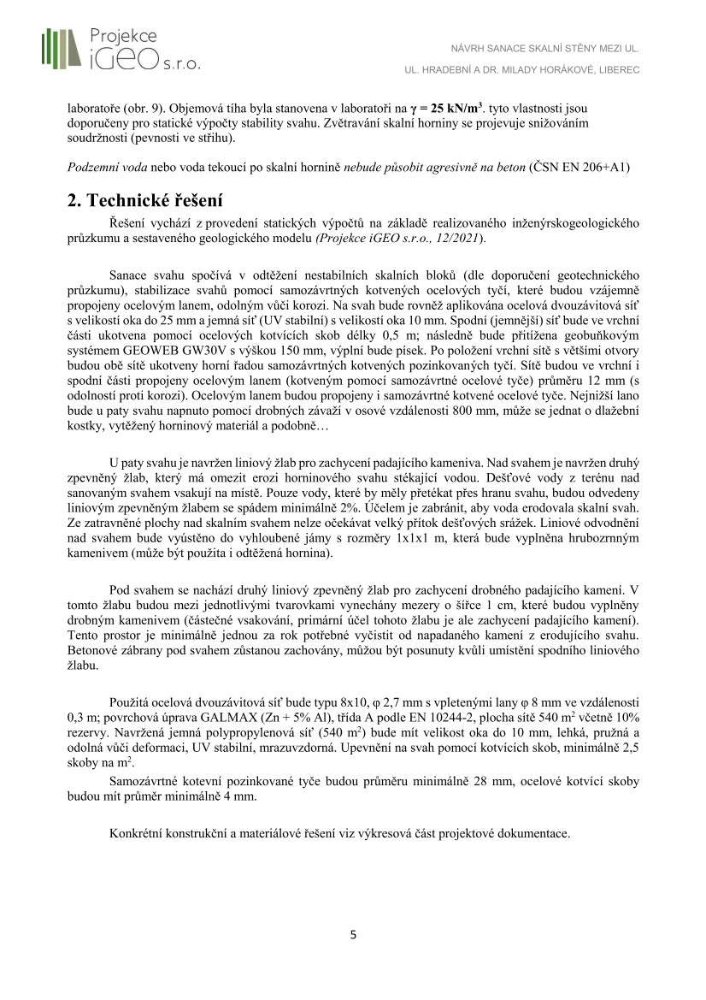 Projekce
iGEO s.r.o.
NÁVRH SANACE SKALNÍ STĚNY MEZI UL.
UL. HRADEBNÍ A DR. MILADY HORÁKOVÉ, LIBEREC
laboratoře (obr. 9). Objemová tíha byla stanovena v laboratoři na γ = 25 kN/m³. tyto vlastnosti jsou
doporučeny pro statické výpočty stability svahu. Zvětrávání skalní horniny se projevuje snižováním
soudržnosti (pevnosti ve střihu).
Podzemní voda nebo voda tekoucí po skalní hornině nebude působit agresivně na beton (ČSN EN 206+A1)
2. Technické řešení
Řešení vychází z provedení statických výpočtů na základě realizovaného inženýrskogeologického
průzkumu a sestaveného geologického modelu (Projekce iGEO s.r.o., 12/2021).
Sanace svahu spočívá v odtěžení nestabilních skalních bloků (dle doporučení geotechnického
průzkumu), stabilizace svahů pomocí samozávrtných kotvených ocelových tyčí, které budou vzájemně
propojeny ocelovým lanem, odolným vůči korozi. Na svah bude rovněž aplikována ocelová dvouzávitová síť
s velikostí oka do 25 mm a jemná síť (UV stabilní) s velikostí oka 10 mm. Spodní (jemnější) síť bude ve vrchní
části ukotvena pomocí ocelových kotvících skob délky 0,5 m; následně bude přitížena geobuňkovým
systémem GEOWEB GW30V s výškou 150 mm, výplní bude písek. Po položení vrchní sítě s většími otvory
budou obě sítě ukotveny horní řadou samozávrtných kotvených pozinkovaných tyčí. Sítě budou ve vrchní i
spodní části propojeny ocelovým lanem (kotveným pomocí samozávrtné ocelové tyče) průměru 12 mm (s
odolností proti korozi). Ocelovým lanem budou propojeny i samozávrtné kotvené ocelové tyče. Nejnižší lano
bude u paty svahu napnuto pomocí drobných závaží v osové vzdálenosti 800 mm, může se jednat o dlažební
kostky, vytěžený horninový materiál a podobně…
U paty svahu je navržen liniový žlab pro zachycení padajícího kameniva. Nad svahem je navržen druhý
zpevněný žlab, který má omezit erozi horninového svahu stékající vodou. Dešťové vody z terénu nad
sanovaným svahem vsakují na místě. Pouze vody, které by měly přetékat přes hranu svahu, budou odvedeny
liniovým zpevněným žlabem se spádem minimálně 2%. Účelem je zabránit, aby voda erodovala skalní svah.
Ze zatravněné plochy nad skalním svahem nelze očekávat velký přítok dešťových srážek. Liniové odvodnění
nad svahem bude vyústěno do vyhloubené jámy s rozměry 1x1x1 m, která bude vyplněna hrubozrnným
kamenivem (může být použita i odtěžená hornina).
Pod svahem se nachází druhý liniový zpevněný žlab pro zachycení drobného padajícího kamení. V
tomto žlabu budou mezi jednotlivými tvarovkami vynechány mezery o šířce 1 cm, které budou vyplněny
drobným kamenivem (částečné vsakování, primární účel tohoto žlabu je ale zachycení padajícího kamení).
Tento prostor je minimálně jednou za rok potřebné vyčistit od napadaného kamení z erodujícího svahu.
Betonové zábrany pod svahem zůstanou zachovány, můžou být posunuty kvůli umístění spodního liniového
žlabu.
Použitá ocelová dvouzávitová síť bude typu 8x10, φ 2,7 mm s vpletenými lany φ 8 mm ve vzdálenosti
0,3 m; povrchová úprava GALMAX (Zn + 5% Al), třída A podle EN 10244-2, plocha sítě 540 m² včetně 10%
rezervy. Navržená jemná polypropylenová síť (540 m²) bude mít velikost oka do 10 mm, lehká, pružná a
odolná vůči deformaci, UV stabilní, mrazuvzdorná. Upevnění na svah pomocí kotvících skob, minimálně 2,5
skoby na m².
Samozávrtné kotevní pozinkované tyče budou průměru minimálně 28 mm, ocelové kotvící skoby
budou mít průměr minimálně 4 mm.
Konkrétní konstrukční a materiálové řešení viz výkresová část projektové dokumentace.
5